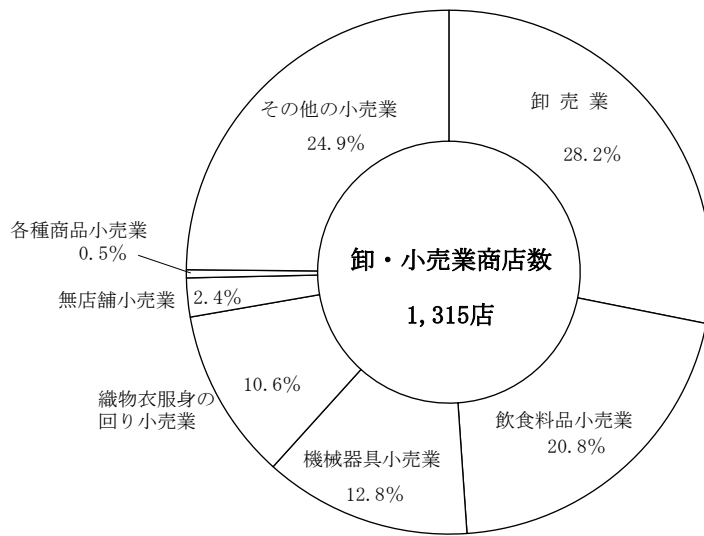 卸 売 業
28.2%
飲食料品小売業
20.8%
機械器具小売業
12.8%
織物衣服身の
回り小売業
10.6%
無店舗小売業
2.4%
各種商品小売業
0.5%
その他の小売業
24.9%
卸・小売業商店数
1,315店